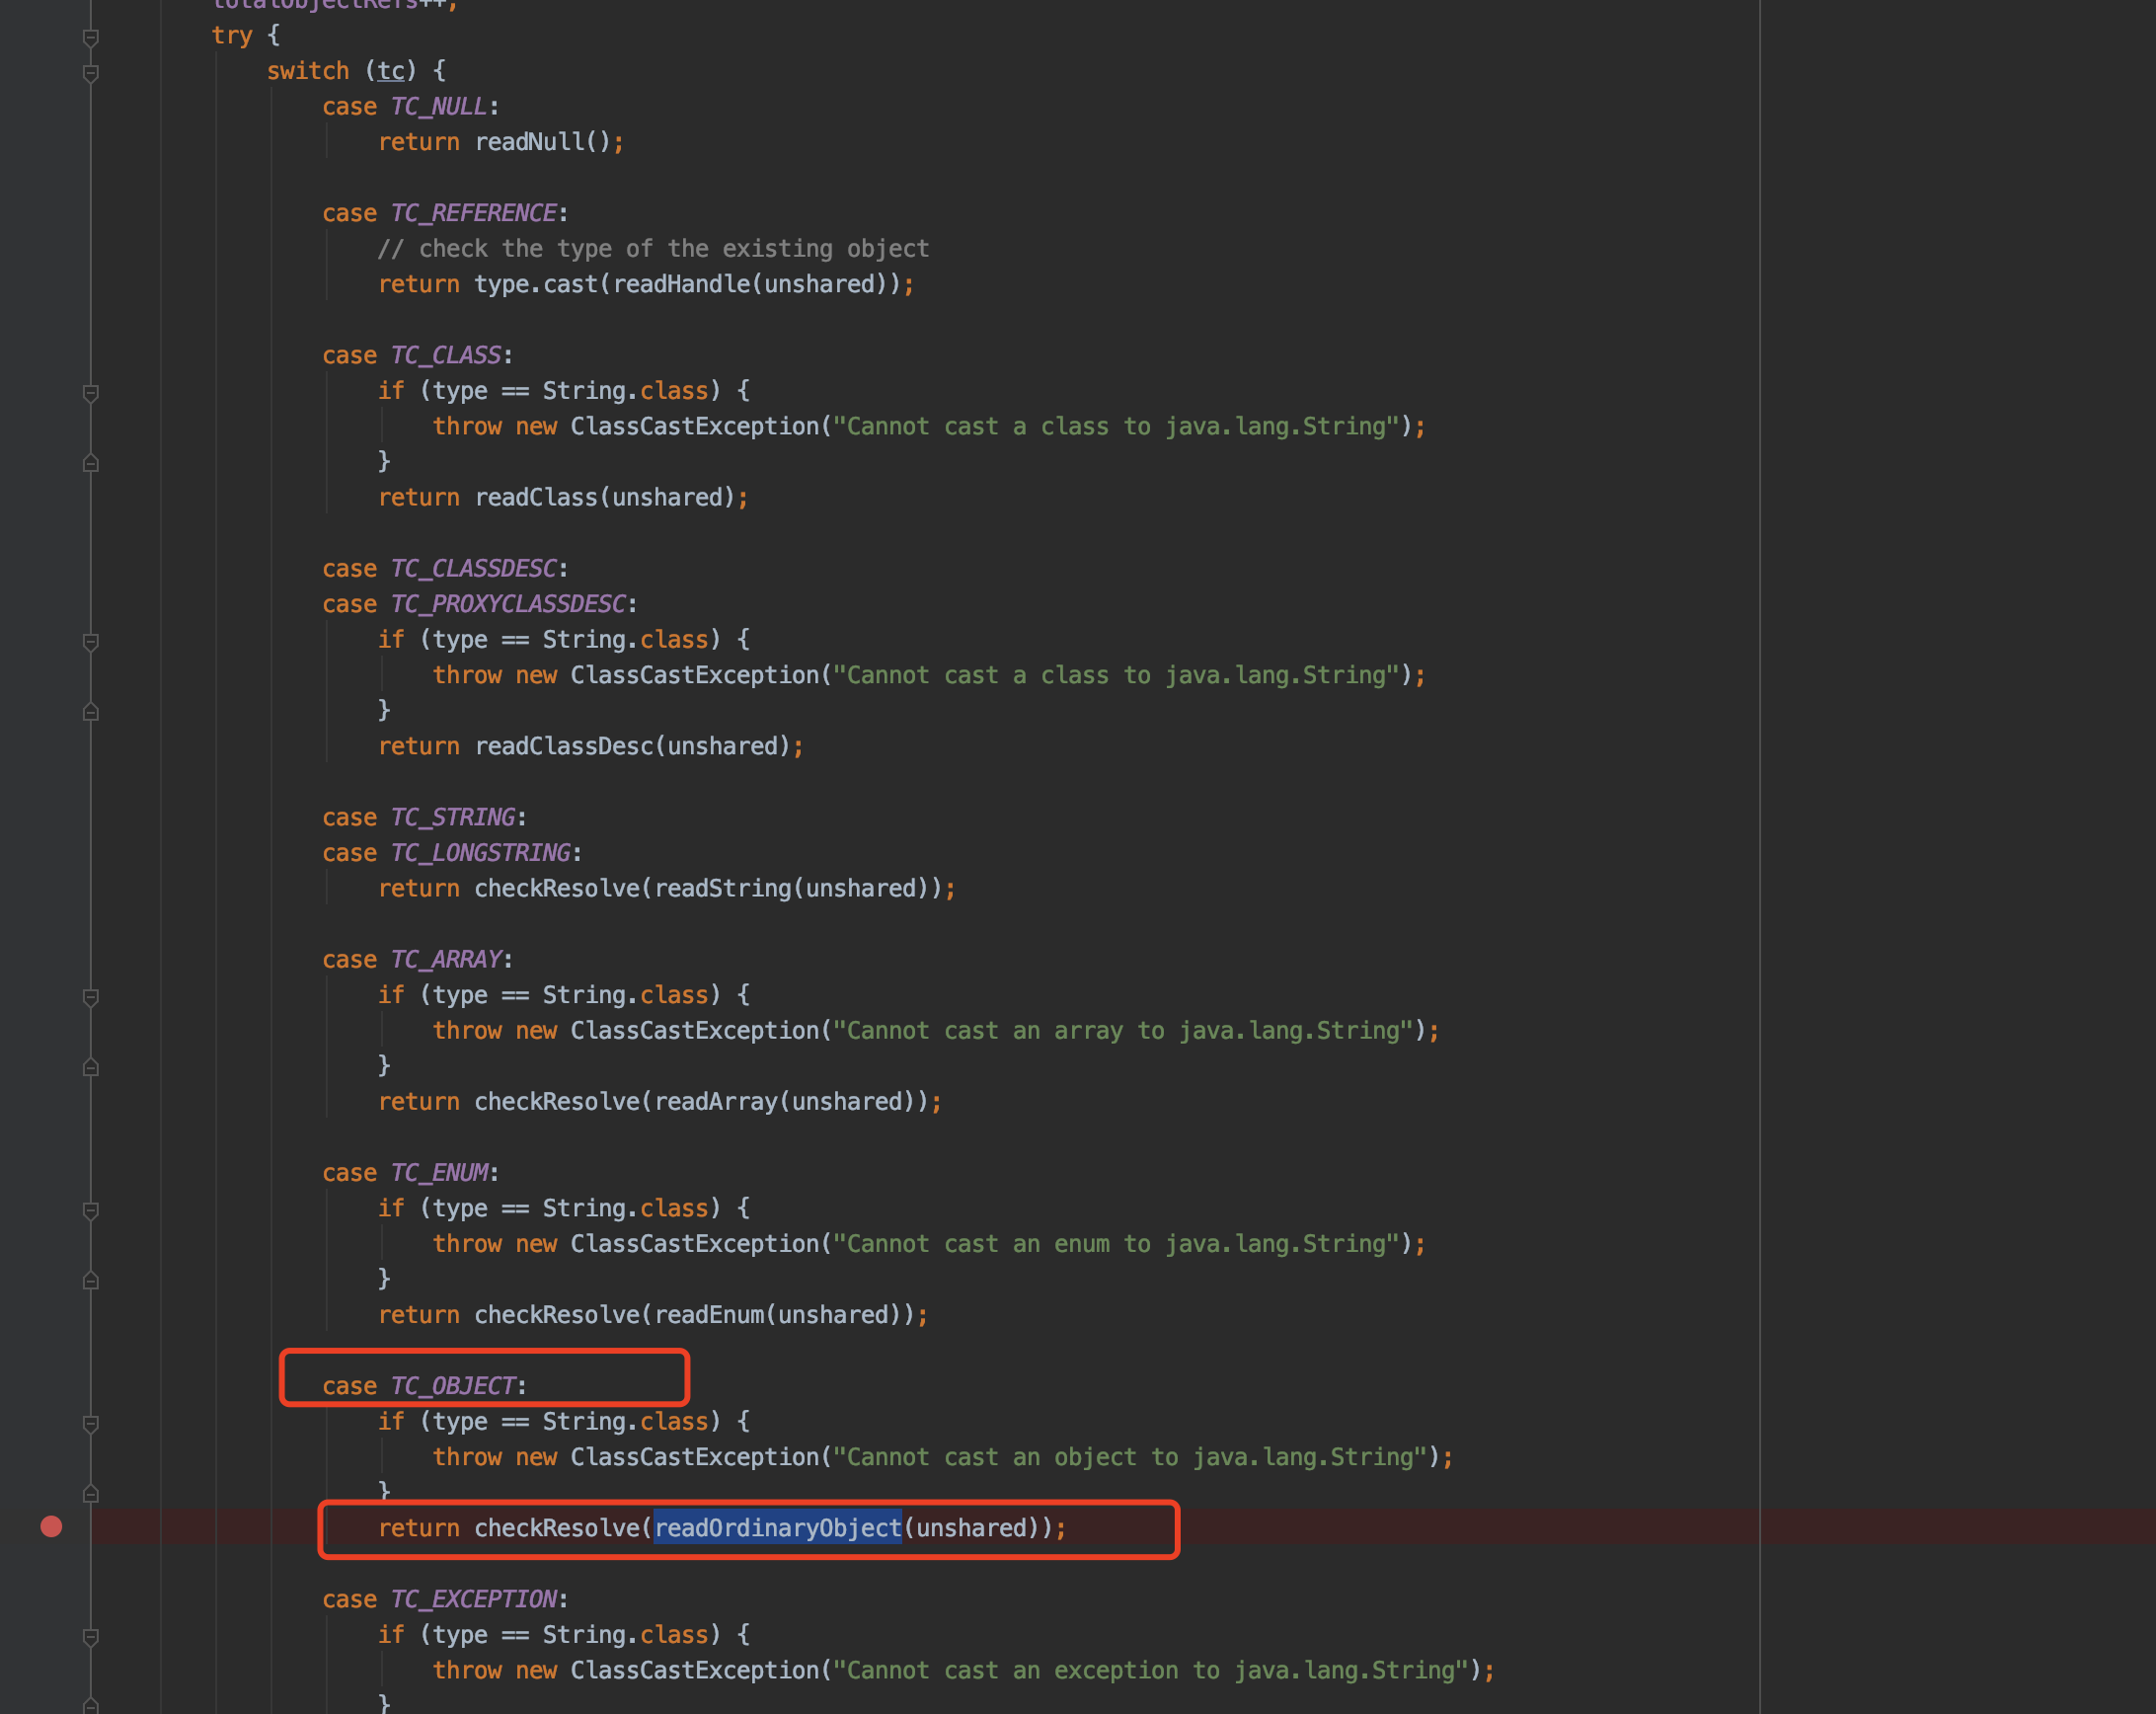 totalObjectRefs++;
try {
switch (tc) {
case TC_NULL:
return readNull();
case TC_REFERENCE:
// check the type of the existing object
return type.cast(readHandle(unshared));
case TC_CLASS:
if (type == String.class) {
throw new ClassCastException("Cannot cast a class to java.lang.String");
}
return readClass(unshared);
case TC_CLASSDESC:
case TC_PROXYCLASSDESC:
if (type == String.class) {
throw new ClassCastException("Cannot cast a class to java.lang.String");
}
return readClassDesc(unshared);
case TC_STRING:
case TC_LONGSTRING:
return checkResolve(readString(unshared));
case TC_ARRAY:
if (type == String.class) {
throw new ClassCastException("Cannot cast an array to java.lang.String");
}
return checkResolve(readArray(unshared));
case TC_ENUM:
if (type == String.class) {
throw new ClassCastException("Cannot cast an enum to java.lang.String");
}
return checkResolve(readEnum(unshared));
case TC_OBJECT:
if (type == String.class) {
throw new ClassCastException("Cannot cast an object to java.lang.String");
}
return checkResolve(readOrdinaryObject(unshared));
case TC_EXCEPTION:
if (type == String.class) {
throw new ClassCastException("Cannot cast an exception to java.lang.String");
}